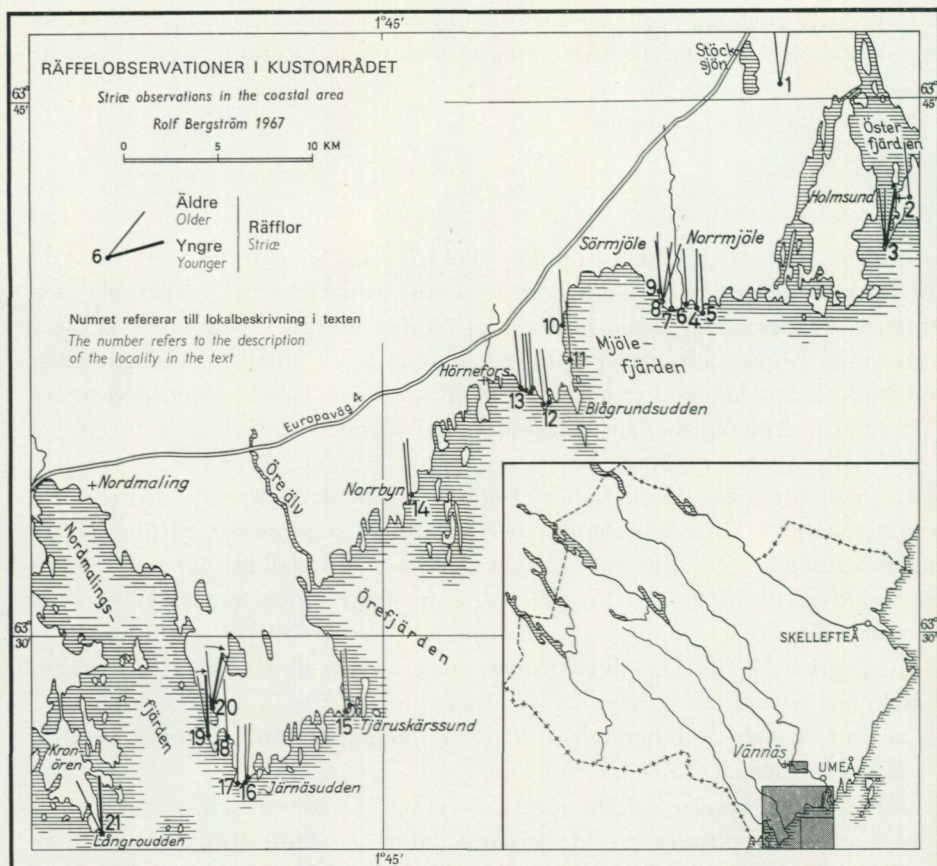 1°45'
RÄFFELOBSERVATIONER I KUSTOMRÅDET
Striæ observations in the coastal area
Rolf Bergström 1967
0 5 10 KM
Äldre
Older
6
Yngre
Younger
Räfflor
Striæ
Numret refererar till lokalbeskrivning i texten
The number refers to the description
of the locality in the text
63°
45'
Stöck
sjön
1
63°
45'
Öster
fjärden
Holmsund
2
3
Sörmjöle
Norrmjöle
9
8 7 6 4 5
10
11
Mjöle-
fjärden
Hörnefors
13
12
Blågrundsudden
Europaväg 4
Nordmaling
Öre älv
Norrbyn
14
Nordmalings-
fjärden
Örefjärden
63°
30'
63°
30'
20
19
18
15
Tjäruskärssund
17 16
Järnäsudden
Kron-
ören
21
Långroudden
SKELLEFTEÅ
Vännäs
UMEÅ
1°45'